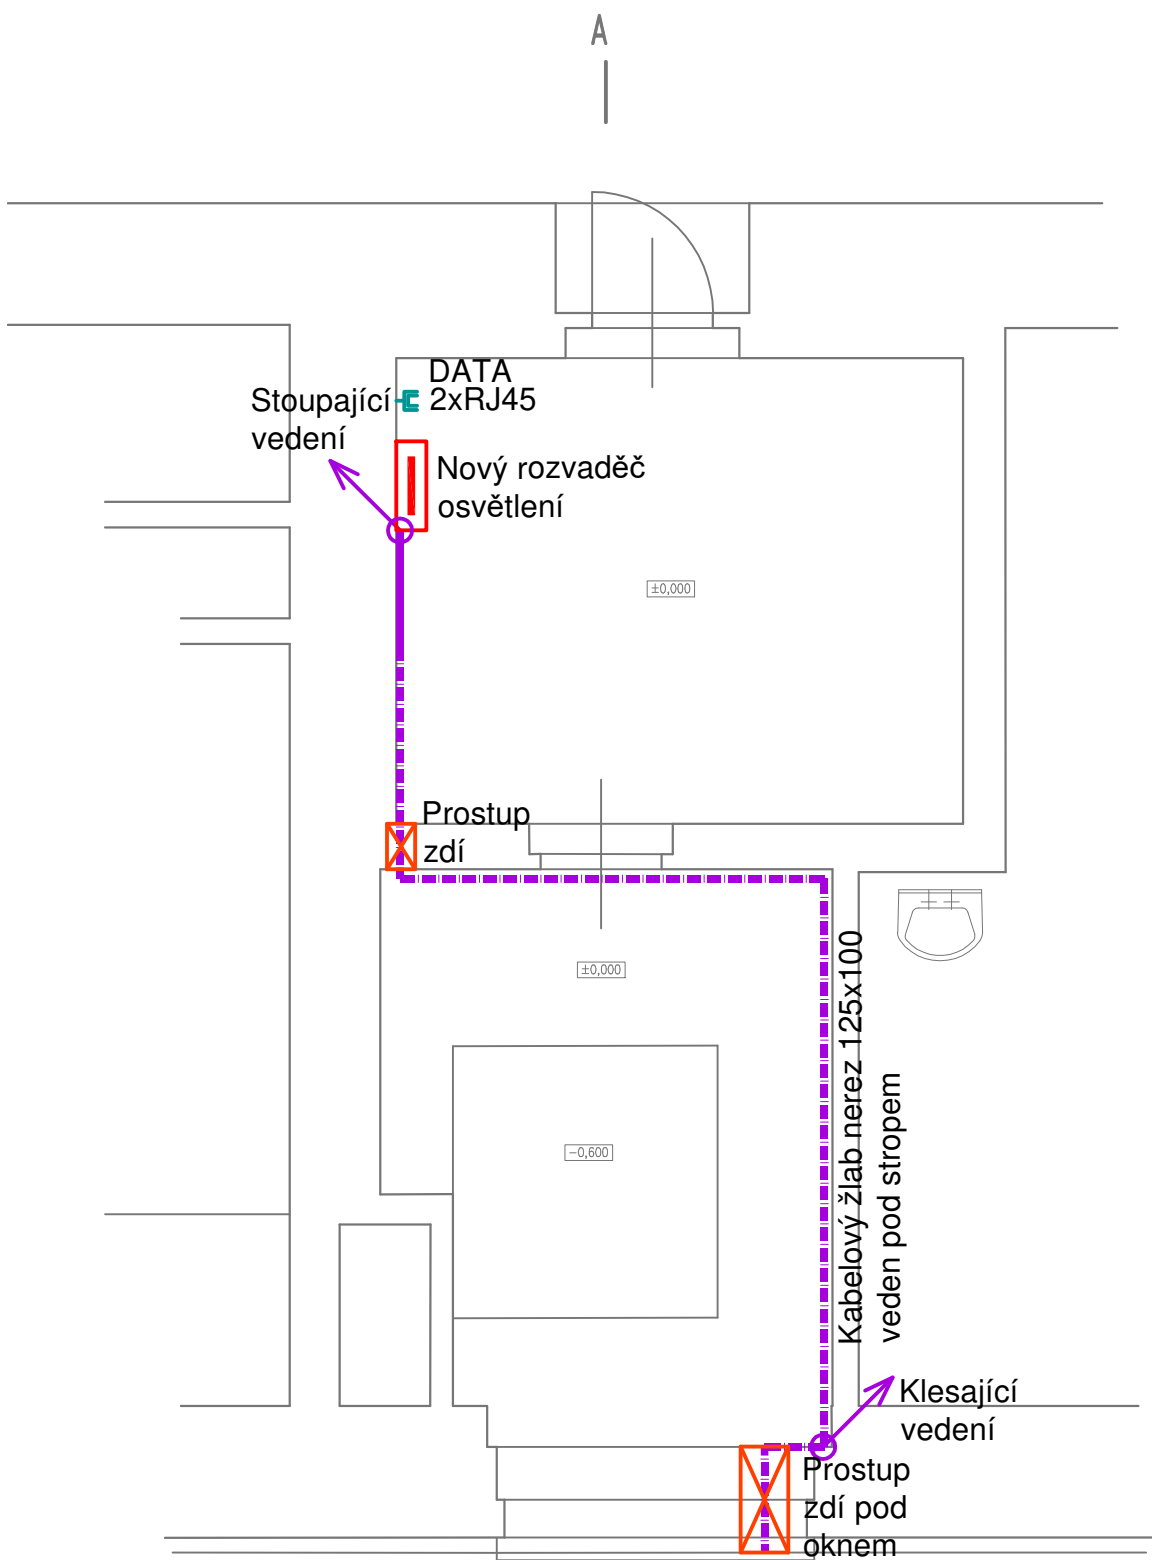 A
DATA
2xRJ45
Stoupající
vedení
Nový rozvaděč
osvětlení
±0,000
Prostup
zdí
±0,000
Kabelový žlab nerez 125x100
veden pod stropem
−0,600
Klesající
vedení
Prostup
zdí pod
oknem